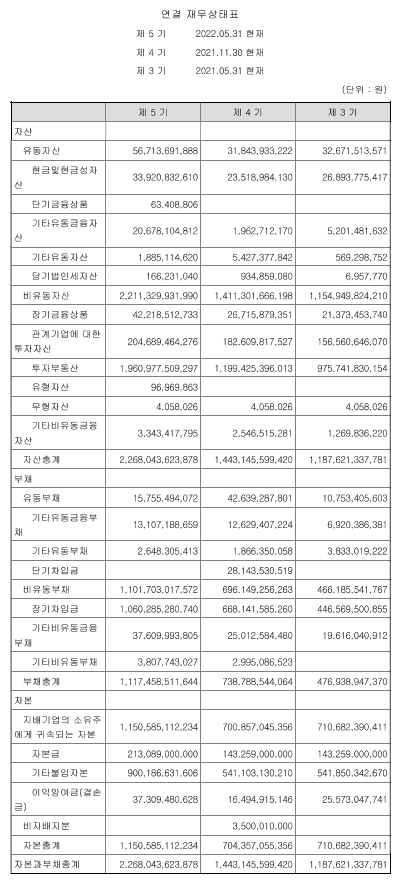 연결 재무상태표
제 5 기 2022.05.31 현재
제 4 기 2021.11.30 현재
제 3 기 2021.05.31 현재
(단위 : 원)
제 5 기 제 4 기 제 3 기
자산
유동자산 56,713,691,888 31,843,933,222 32,671,513,571
현금및현금성자
산 33,920,832,610 23,518,984,130 26,893,775,417
단기금융상품 63,408,806
기타유동금융자
산 20,678,104,812 1,962,712,170 5,201,481,632
기타유동자산 1,885,114,620 5,427,377,842 569,298,752
당기법인세자산 166,231,040 934,859,080 6,957,770
비유동자산 2,211,329,931,990 1,411,301,666,198 1,154,949,824,210
장기금융상품 42,218,512,733 26,715,879,351 21,373,453,740
관계기업에 대한
투자자산 204,689,464,276 182,609,817,527 156,560,646,070
투자부동산 1,960,977,509,297 1,199,425,396,013 975,741,830,154
유형자산 96,969,863
무형자산 4,058,026 4,058,026 4,058,026
기타비유동금융
자산 3,343,417,795 2,546,515,281 1,269,836,220
자산총계 2,268,043,623,878 1,443,145,599,420 1,187,621,337,781
부채
유동부채 15,755,494,072 42,639,287,801 10,753,405,603
기타유동금융부
채 13,107,188,659 12,629,407,224 6,920,386,381
기타유동부채 2,648,305,413 1,866,350,058 3,833,019,222
단기차입금 28,143,530,519
비유동부채 1,101,703,017,572 696,149,256,263 466,185,541,767
장기차입금 1,060,285,280,740 668,141,585,260 446,569,500,855
기타비유동금융
부채 37,609,993,805 25,012,584,480 19,616,040,912
기타비유동부채 3,807,743,027 2,995,086,523
부채총계 1,117,458,511,644 738,788,544,064 476,938,947,370
자본
지배기업의 소유주
에게 귀속되는 자본 1,150,585,112,234 700,857,045,356 710,682,390,411
자본금 213,089,000,000 143,259,000,000 143,259,000,000
기타불입자본 900,186,631,606 541,103,130,210 541,850,342,670
이익잉여금(결손
금) 37,309,480,628 16,494,915,146 25,573,047,741
비지배지분 3,500,010,000
자본총계 1,150,585,112,234 704,357,055,356 710,682,390,411
자본과부채총계 2,268,043,623,878 1,443,145,599,420 1,187,621,337,781